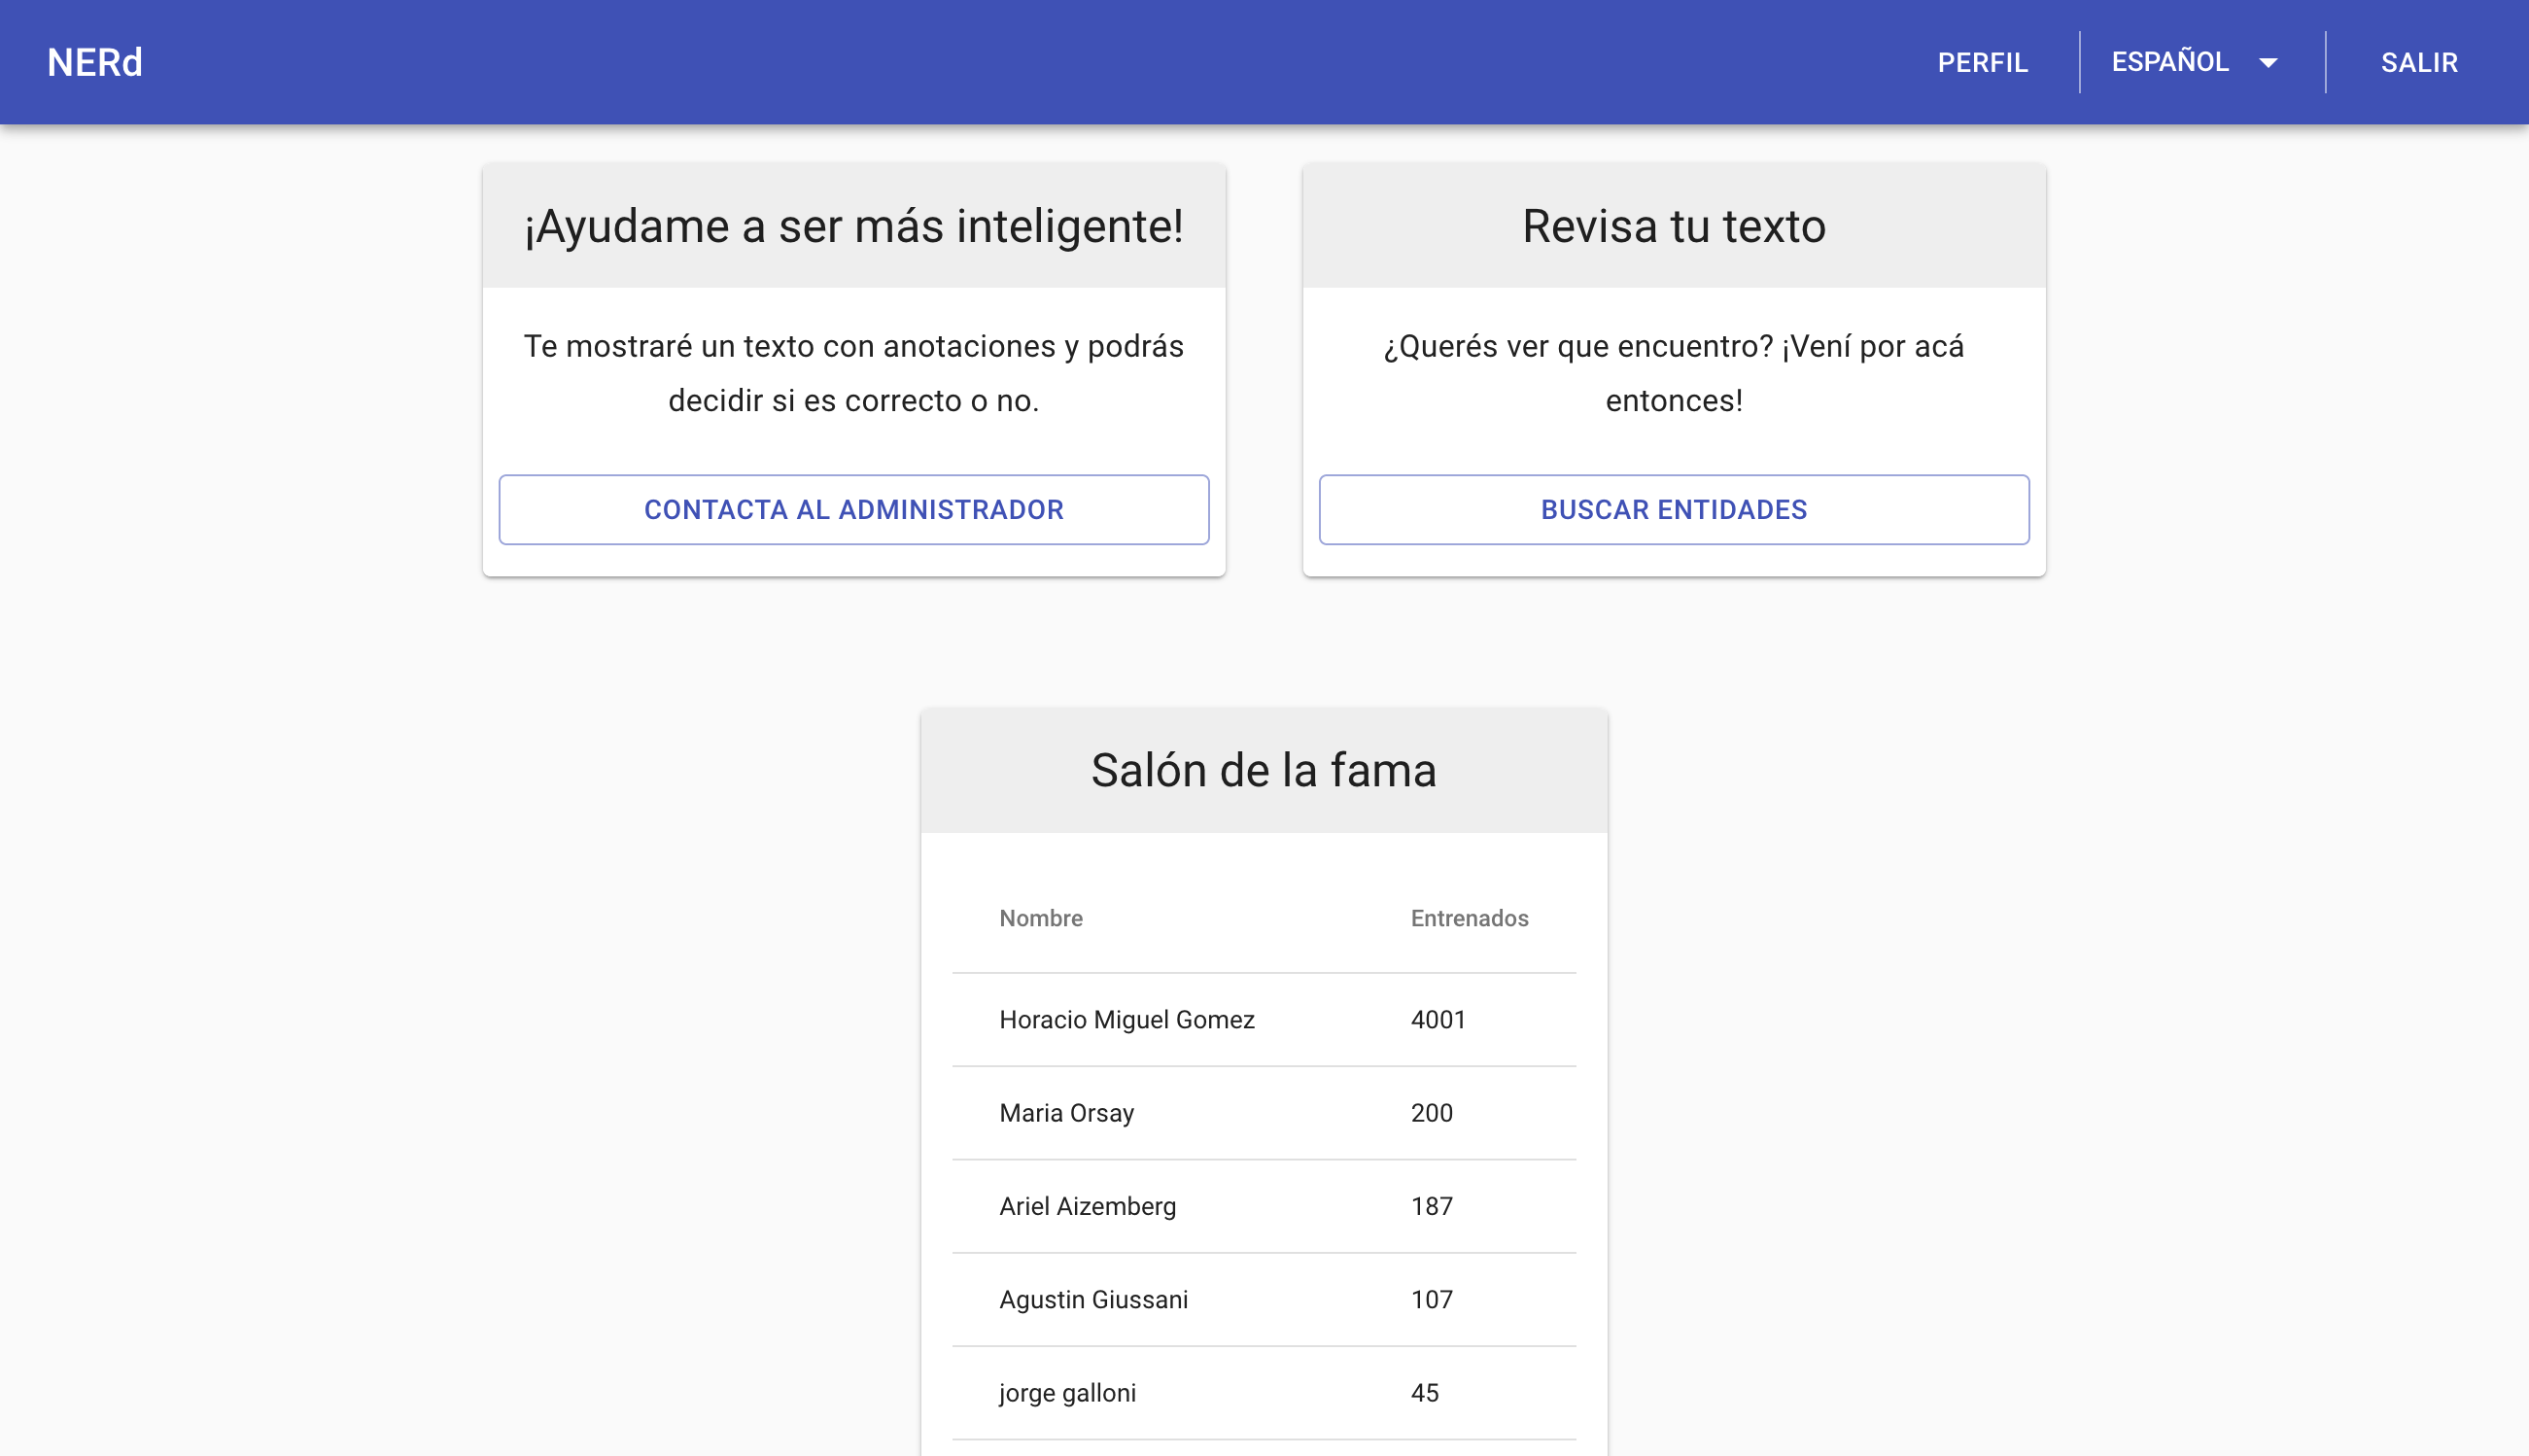 NERd
PERFIL
ESPAÑOL
SALIR
¡Ayudame a ser más inteligente!
Te mostraré un texto con anotaciones y podrás
decidir si es correcto o no.
CONTACTA AL ADMINISTRADOR
Revisa tu texto
¿Querés ver que encuentro? ¡Vení por acá
entonces!
BUSCAR ENTIDADES
Salón de la fama
Nombre Entrenados
Horacio Miguel Gomez 4001
Maria Orsay 200
Ariel Aizemberg 187
Agustin Giussani 107
jorge galloni 45